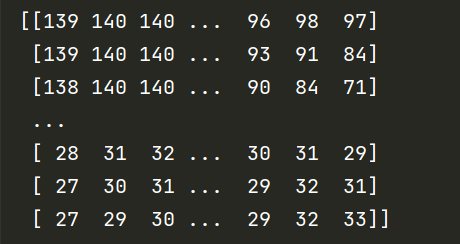 [[139 140 140 ...  96  98  97]
 [139 140 140 ...  93  91  84]
 [138 140 140 ...  90  84  71]
 ...
 [ 28  31  32 ...  30  31  29]
 [ 27  30  31 ...  29  32  31]
 [ 27  29  30 ...  29  32  33]]